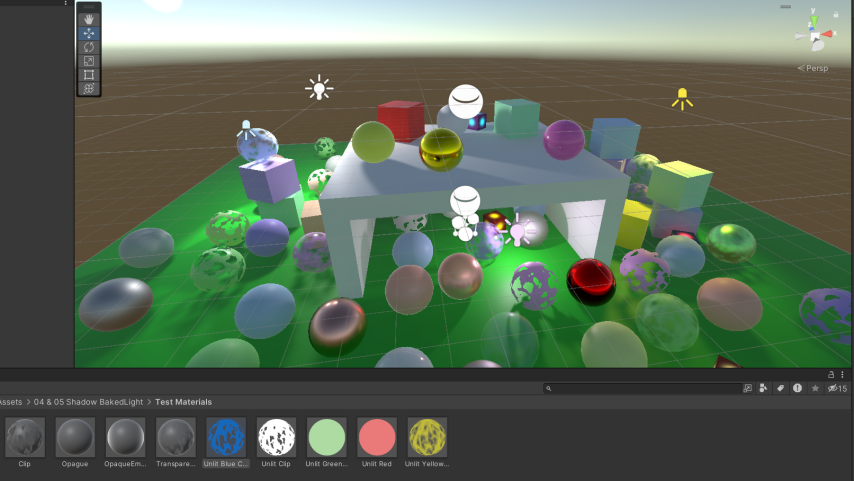 y
x
< Persp
Assets > 04 & 05 Shadow BakedLight > Test Materials
15
Clip
Opague
OpaqueEm...
Transpare...
Unlit Blue C...
Unlit Clip
Unlit Green...
Unlit Red
Unlit Yellow...